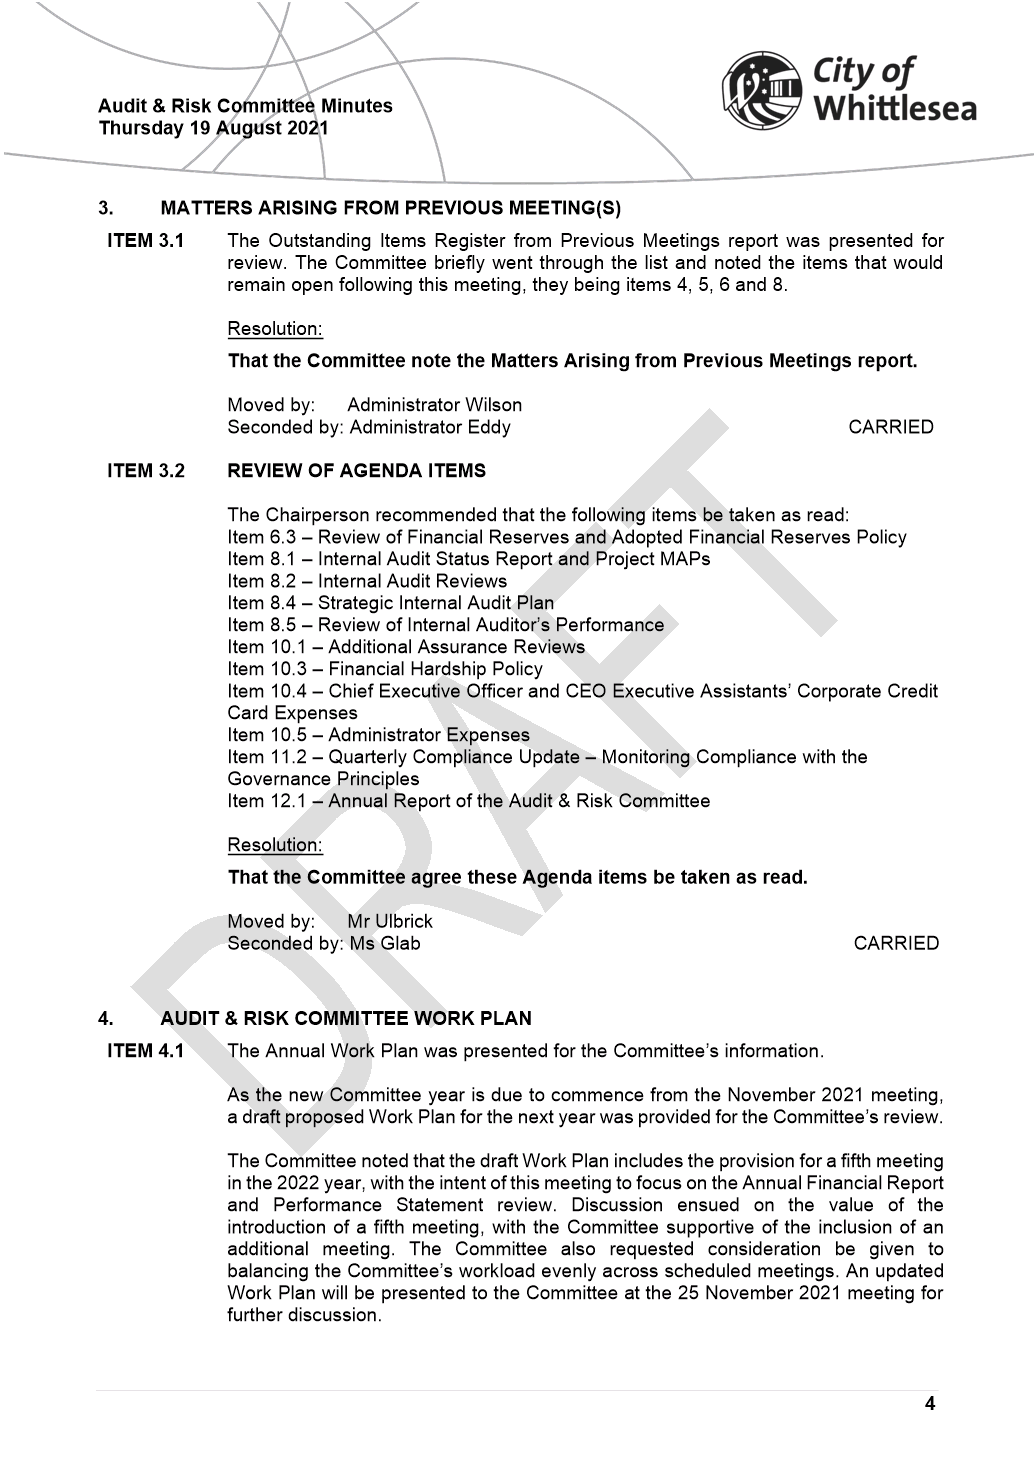 Audit & Risk Committee Minutes
Thursday 19 August 2021
City of
Whittlesea
3. MATTERS ARISING FROM PREVIOUS MEETING(S)
ITEM 3.1 The Outstanding Items Register from Previous Meetings report was presented for
review. The Committee briefly went through the list and noted the items that would
remain open following this meeting, they being items 4, 5, 6 and 8.
Resolution:
That the Committee note the Matters Arising from Previous Meetings report.
Moved by: Administrator Wilson
Seconded by: Administrator Eddy CARRIED
ITEM 3.2 REVIEW OF AGENDA ITEMS
The Chairperson recommended that the following items be taken as read:
Item 6.3 – Review of Financial Reserves and Adopted Financial Reserves Policy
Item 8.1 – Internal Audit Status Report and Project MAPs
Item 8.2 – Internal Audit Reviews
Item 8.4 – Strategic Internal Audit Plan
Item 8.5 – Review of Internal Auditor’s Performance
Item 10.1 – Additional Assurance Reviews
Item 10.3 – Financial Hardship Policy
Item 10.4 – Chief Executive Officer and CEO Executive Assistants’ Corporate Credit
Card Expenses
Item 10.5 – Administrator Expenses
Item 11.2 – Quarterly Compliance Update – Monitoring Compliance with the
Governance Principles
Item 12.1 – Annual Report of the Audit & Risk Committee
Resolution:
That the Committee agree these Agenda items be taken as read.
Moved by: Mr Ulbrick
Seconded by: Ms Glab CARRIED
4. AUDIT & RISK COMMITTEE WORK PLAN
ITEM 4.1 The Annual Work Plan was presented for the Committee’s information.
As the new Committee year is due to commence from the November 2021 meeting,
a draft proposed Work Plan for the next year was provided for the Committee’s review.
The Committee noted that the draft Work Plan includes the provision for a fifth meeting
in the 2022 year, with the intent of this meeting to focus on the Annual Financial Report
and Performance Statement review. Discussion ensued on the value of the
introduction of a fifth meeting, with the Committee supportive of the inclusion of an
additional meeting. The Committee also requested consideration be given to
balancing the Committee’s workload evenly across scheduled meetings. An updated
Work Plan will be presented to the Committee at the 25 November 2021 meeting for
further discussion.
DRAFT
4